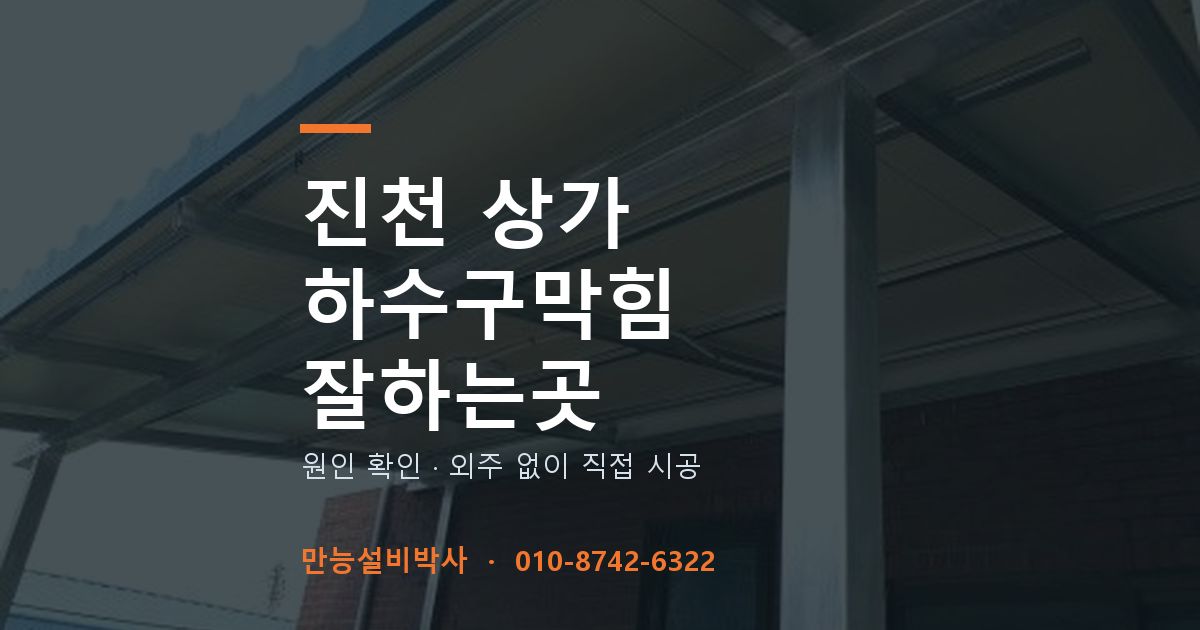 진천 상가
하수구막힘
잘하는곳
원인 확인 · 외주 없이 직접 시공
만능설비박사 · 010-8742-6322